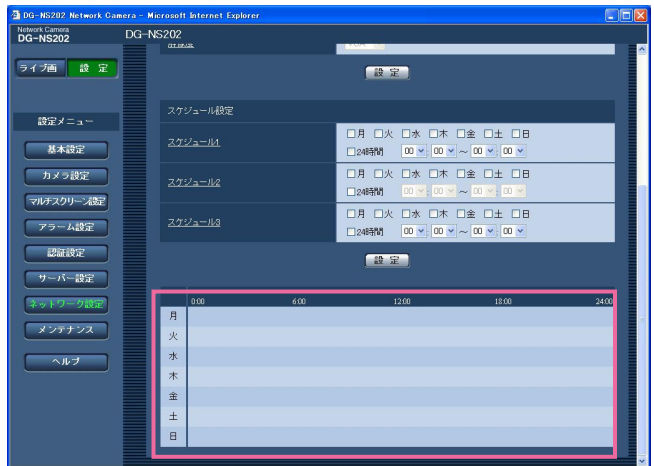 DG-NS202 Network Camera - Microsoft Internet Explorer
Network Camera
DG-NS202
DG-NS202
ライブ画
設 定
設 定
設定メニュー
基本設定
カメラ設定
マルチスクリーン設定
アラーム設定
認証設定
サーバー設定
ネットワーク設定
メンテナンス
ヘルプ
スケジュール設定
スケジュール1
月 火 水 木 金 土 日
24時間 00 : 00 ~ 00 : 00
スケジュール2
月 火 水 木 金 土 日
24時間 00 : 00 ~ 00 : 00
スケジュール3
月 火 水 木 金 土 日
24時間 00 : 00 ~ 00 : 00
設 定
0:00 6:00 12:00 18:00 24:00
月
火
水
木
金
土
日